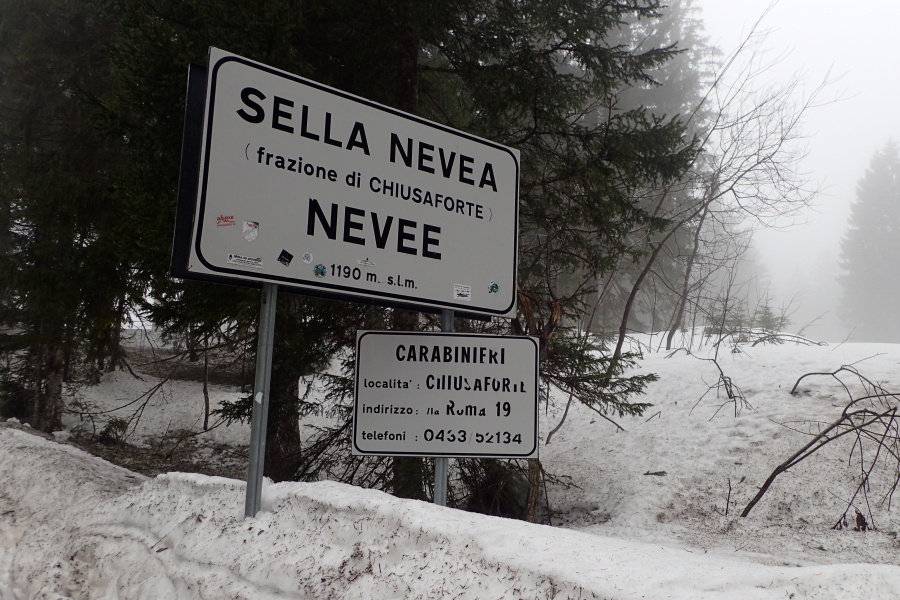 SELLA NEVEA
(frazione di CHIUSAFORTE)
NEVEE
1190 m. s.l.m.
CARABINIERI
localita' : CHIUSAFORTE
indirizzo: via Roma 19
telefoni : 0433/52134